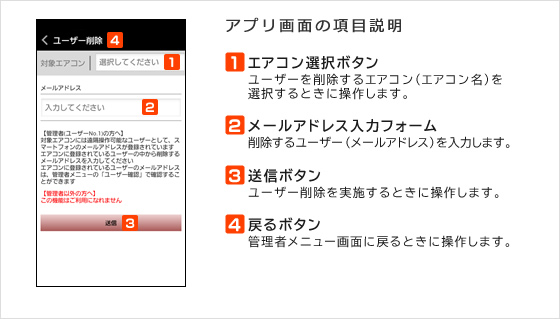 アプリ画面の項目説明
ユーザー削除 4
対象エアコン 選択してください 1
メールアドレス
入力してください 2
【管理者(ユーザーNo.1)の方へ】
対象エアコンには遠隔操作可能なユーザーとして、ス
マートフォンのメールアドレスが登録されています
エアコンに登録されているユーザーの中から削除する
メールアドレスを入力してください
エアコンに登録されているユーザーのメールアドレス
は、管理者メニューの「ユーザー確認」で確認するこ
とができます
【管理者以外の方へ】
この機能はご利用になれません
送信 3
1 エアコン選択ボタン
ユーザーを削除するエアコン(エアコン名)を
選択するときに操作します。
2 メールアドレス入力フォーム
削除するユーザー(メールアドレス)を入力します。
3 送信ボタン
ユーザー削除を実施するときに操作します。
4 戻るボタン
管理者メニュー画面に戻るときに操作します。